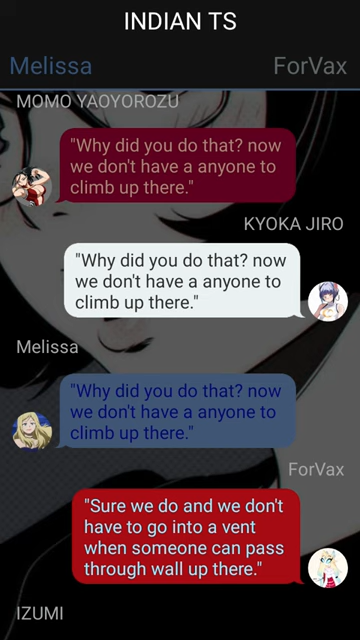 INDIAN TS
Melissa
ForVax
MOMO YAOYOROZU
"Why did you do that? now
we don't have a anyone to
climb up there."
KYOKA JIRO
"Why did you do that? now
we don't have a anyone to
climb up there."
Melissa
"Why did you do that? now
we don't have a anyone to
climb up there."
ForVax
"Sure we do and we don't
have to go into a vent
when someone can pass
through wall up there."
IZUMI